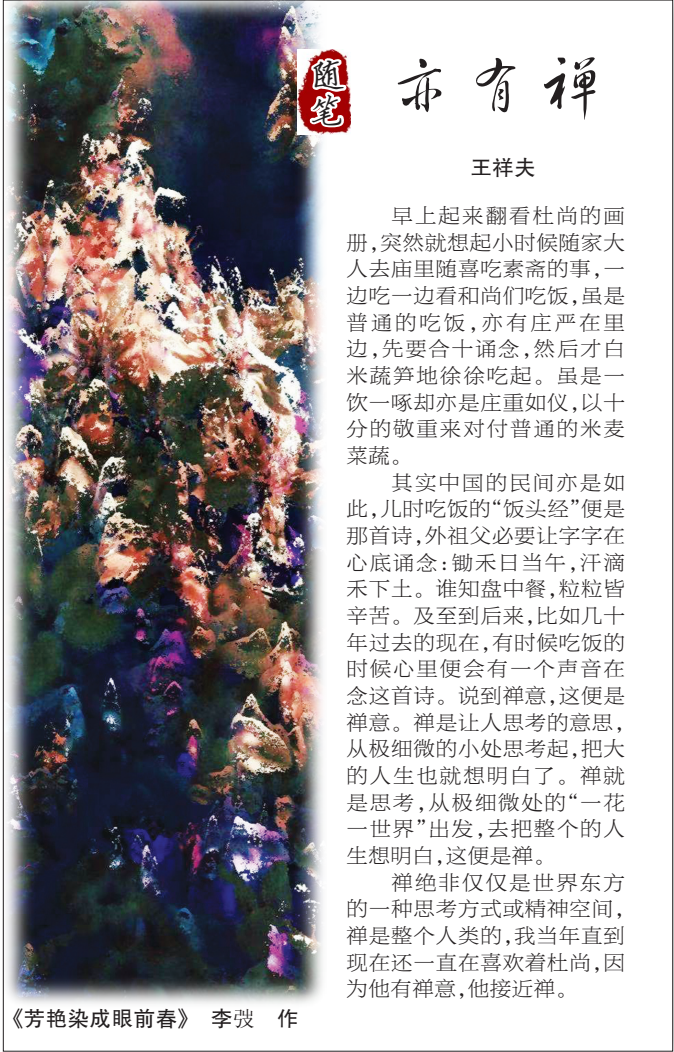 随笔
亦有禅
王祥夫
早上起来翻看杜尚的画
册,突然就想起小时候随家大
人去庙里随喜吃素斋的事,一
边吃一边看和尚们吃饭,虽是
普通的吃饭,亦有庄严在里
边,先要合十诵念,然后才白
米蔬笋地徐徐吃起。虽是一
饮一啄却亦是庄重如仪,以十
分的敬重来对付普通的米麦
菜蔬。
其实中国的民间亦是如
此,儿时吃饭的“饭头经”便是
那首诗,外祖父必要让字字在
心底诵念:锄禾日当午,汗滴
禾下土。谁知盘中餐,粒粒皆
辛苦。及至到后来,比如几十
年过去的现在,有时候吃饭的
时候心里便会有一个声音在
念这首诗。说到禅意,这便是
禅意。禅是让人思考的意思,
从极细微的小处思考起,把大
的人生也就想明白了。禅就
是思考,从极细微处的“一花
一世界”出发,去把整个的人
生想明白,这便是禅。
禅绝非仅仅是世界东方
的一种思考方式或精神空间,
禅是整个人类的,我当年直到
现在还一直在喜欢着杜尚,因
为他有禅意,他接近禅。
《芳艳染成眼前春》 李弢 作